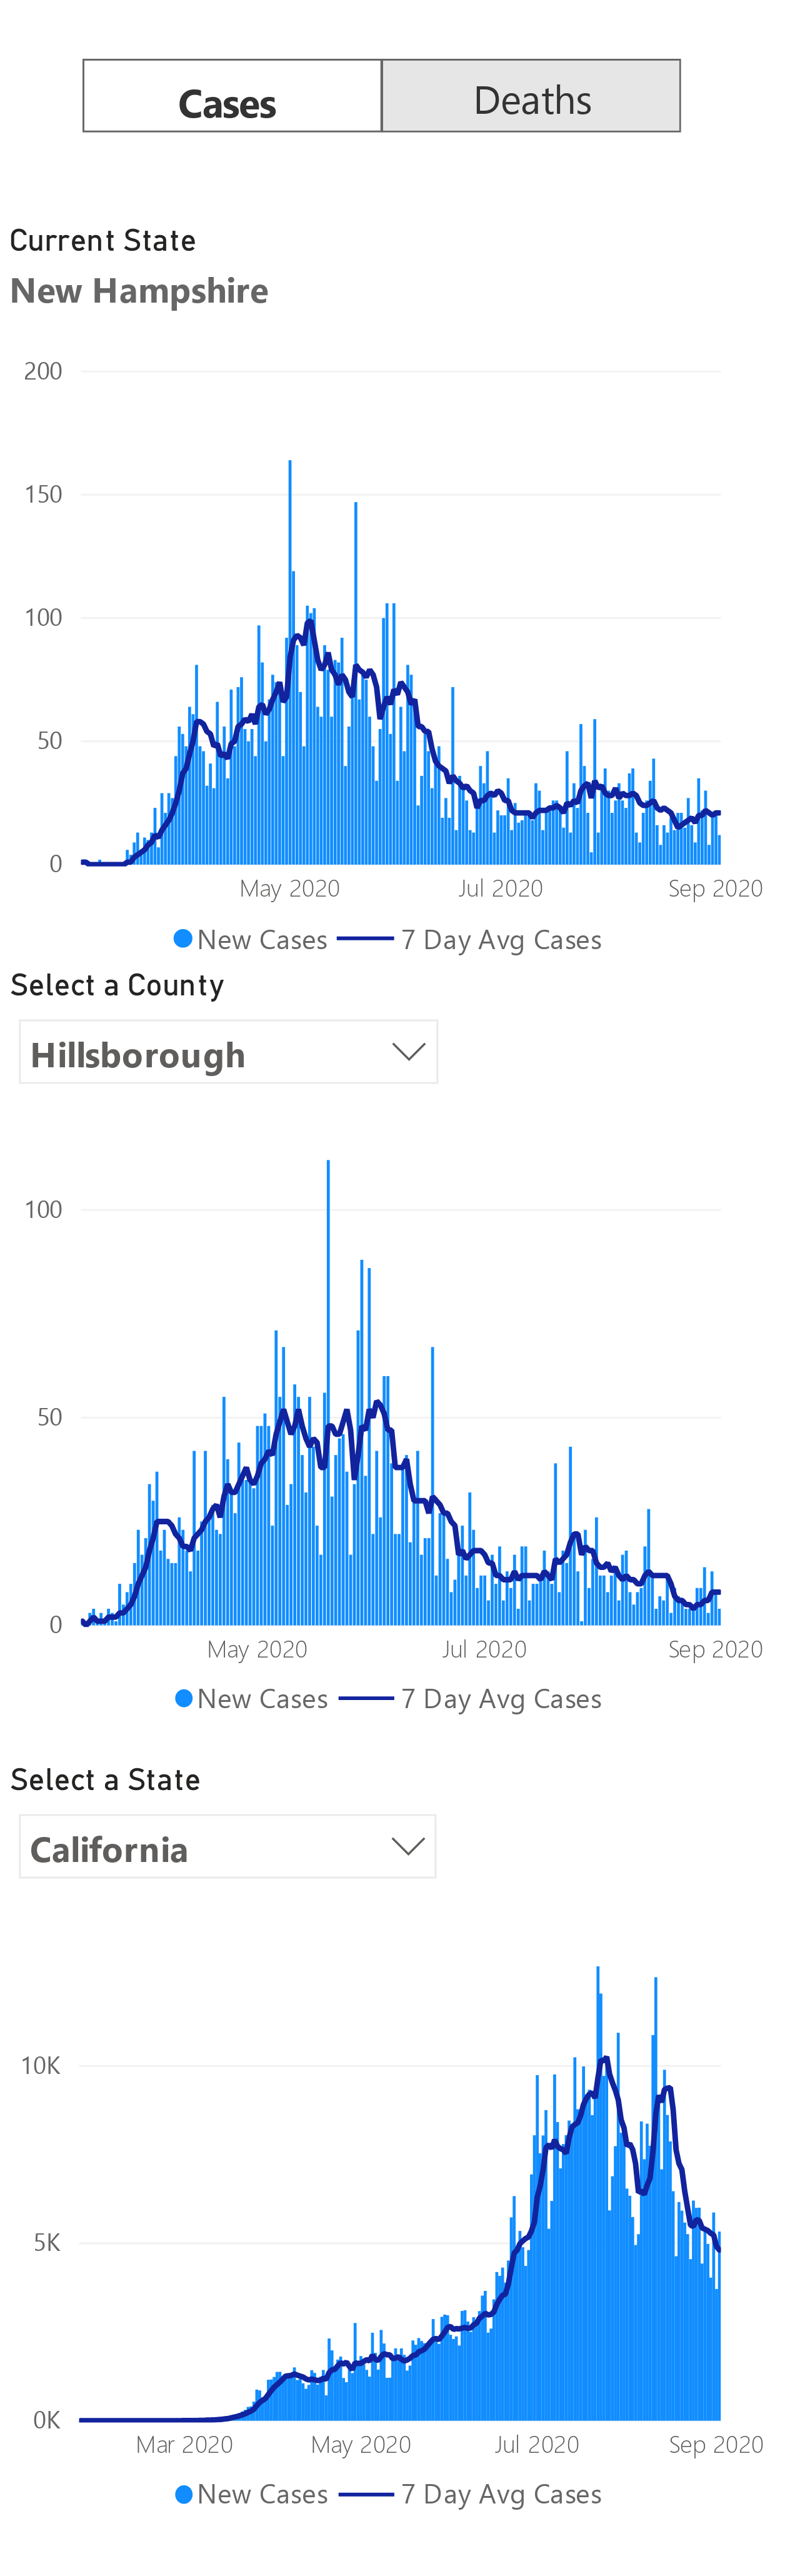 Cases Deaths
Current State
New Hampshire
200
150
100
50
0
May 2020 Jul 2020 Sep 2020
New Cases 7 Day Avg Cases
Select a County
Hillsborough
100
50
0
May 2020 Jul 2020 Sep 2020
New Cases 7 Day Avg Cases
Select a State
California
10K
5K
0K
Mar 2020 May 2020 Jul 2020 Sep 2020
New Cases 7 Day Avg Cases